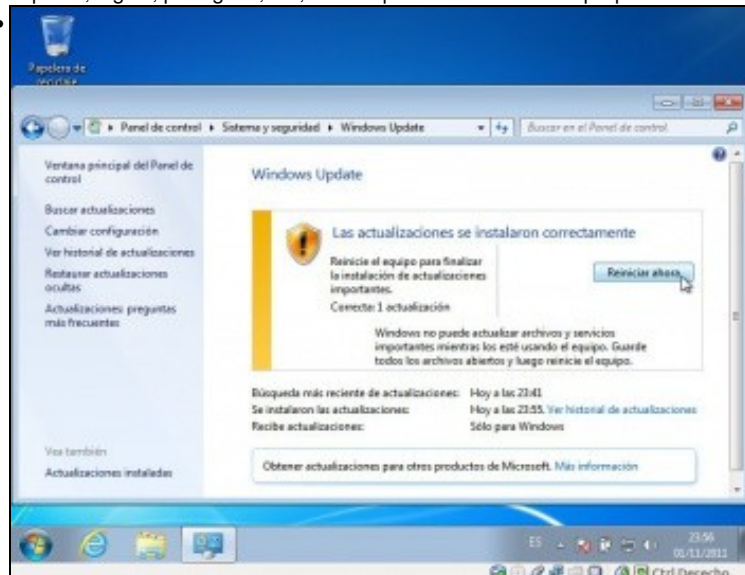 Papelera de
reciclaje
Panel de control ▸ Sistema y seguridad ▸ Windows Update
Buscar en el Panel de control
Ventana principal del Panel de
control
Buscar actualizaciones
Cambiar configuración
Ver historial de actualizaciones
Restaurar actualizaciones
ocultas
Actualizaciones: preguntas
más frecuentes
Vea también
Actualizaciones instaladas
Windows Update
Las actualizaciones se instalaron correctamente
Reinicie el equipo para finalizar
la instalación de actualizaciones
importantes.
Correcta: 1 actualización
Reiniciar ahora
Windows no puede actualizar archivos y servicios
importantes mientras los esté usando el equipo. Guarde
todos los archivos abiertos y luego reinicie el equipo.
Búsqueda más reciente de actualizaciones: Hoy a las 23:41
Se instalaron las actualizaciones: Hoy a las 23:55. Ver historial de actualizaciones
Recibe actualizaciones: Sólo para Windows
Obtener actualizaciones para otros productos de Microsoft. Más información
ES
23:56
01/11/2011
Ctrl Derecho